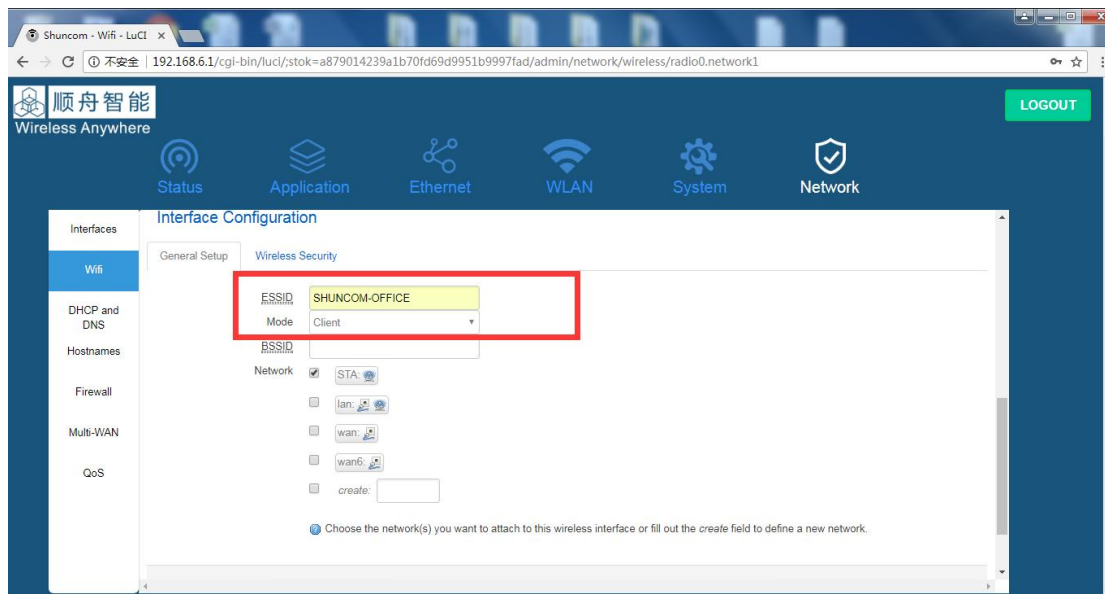 Shuncom - Wifi - LuCI
不安全 192.168.6.1/cgi-bin/luci/;stok=a879014239a1b70fd69d9951b9997fad/admin/network/wireless/radio0.network1
顺舟智能
Wireless Anywhere
LOGOUT
Status Application Ethernet WLAN System Network
Interfaces
Wifi
DHCP and
DNS
Hostnames
Firewall
Multi-WAN
QoS
Interface Configuration
General Setup Wireless Security
ESSID SHUNCOM-OFFICE
Mode Client
BSSID
Network STA:
lan:
wan:
wan6:
create:
Choose the network(s) you want to attach to this wireless interface or fill out the create field to define a new network.